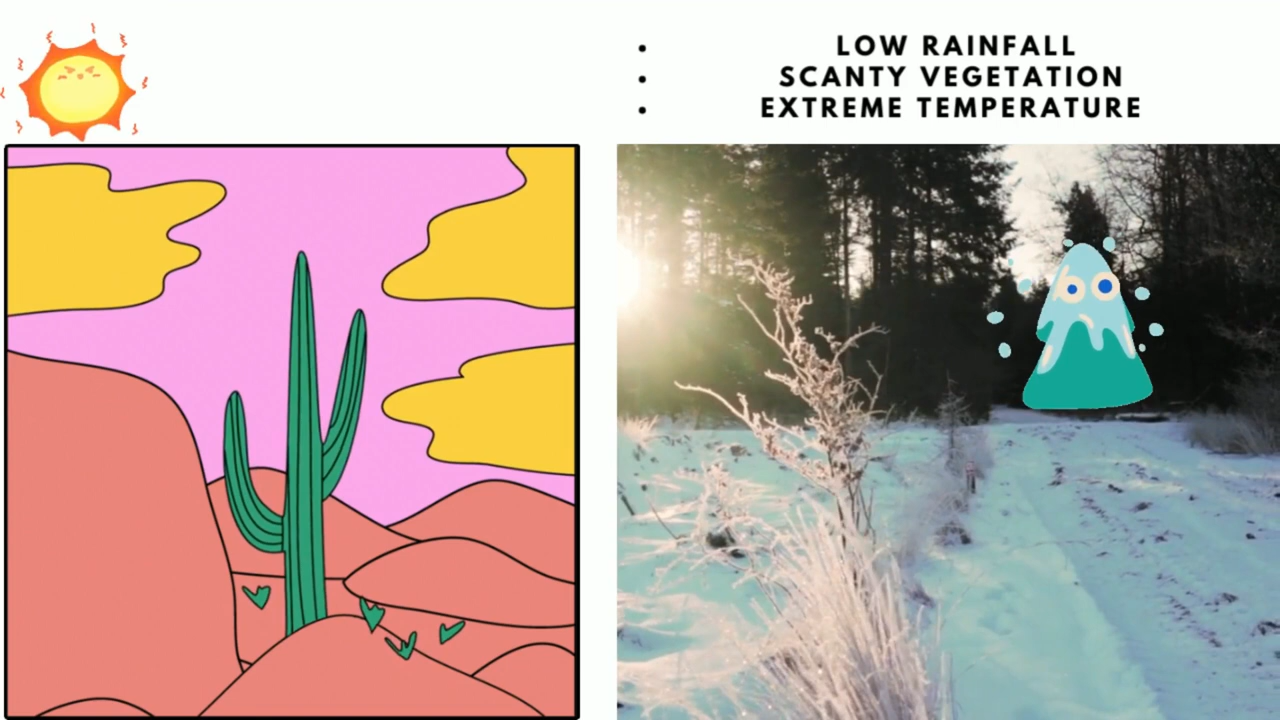 • LOW RAINFALL
• SCANTY VEGETATION
• EXTREME TEMPERATURE